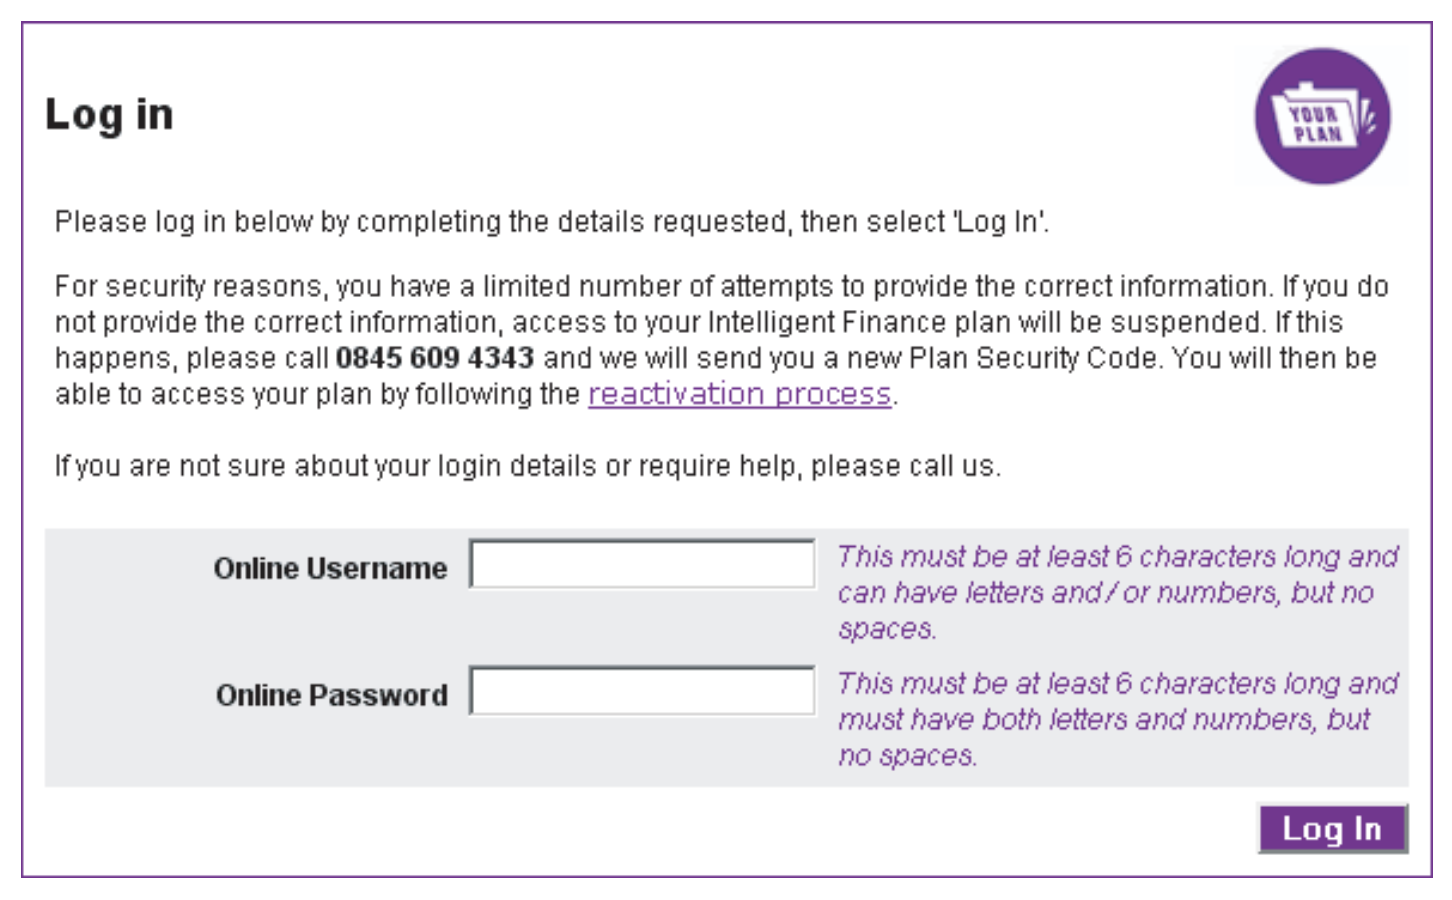 Log in
YOUR
PLAN
Please log in below by completing the details requested, then select 'Log In'.
For security reasons, you have a limited number of attempts to provide the correct information. If you do
not provide the correct information, access to your Intelligent Finance plan will be suspended. If this
happens, please call 0845 609 4343 and we will send you a new Plan Security Code. You will then be
able to access your plan by following the reactivation process.
If you are not sure about your login details or require help, please call us.
Online Username
This must be at least 6 characters long and
can have letters and / or numbers, but no
spaces.
Online Password
This must be at least 6 characters long and
must have both letters and numbers, but
no spaces.
Log In